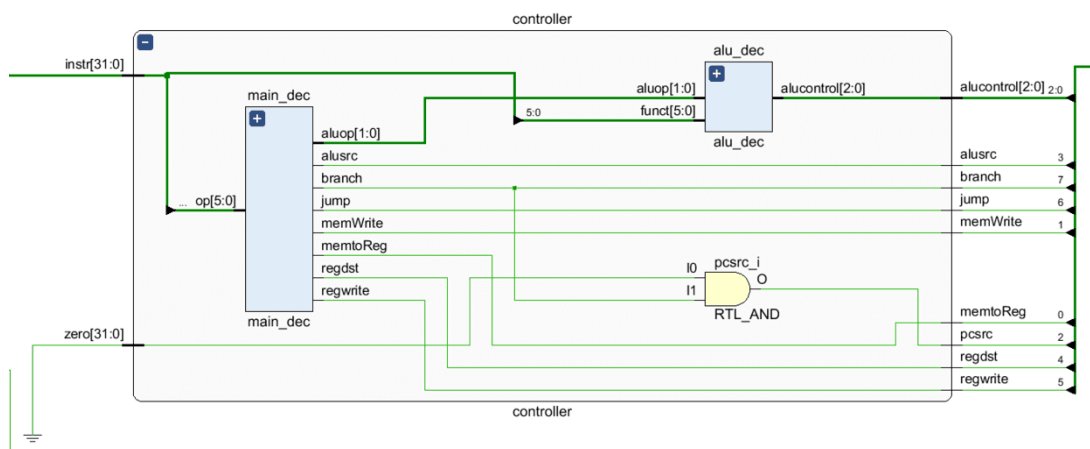 controller
instr[31:0]
main_dec
... op[5:0]
aluop[1:0]
alusrc
branch
jump
memWrite
memtoReg
regdst
regwrite
main_dec
5:0
alu_dec
aluop[1:0]
funct[5:0]
alucontrol[2:0]
alu_dec
I0
I1
pcsrc_i
O
RTL_AND
zero[31:0]
alucontrol[2:0] 2:0
alusrc 3
branch 7
jump 6
memWrite 1
memtoReg 0
pcsrc 2
regdst 4
regwrite 5
controller